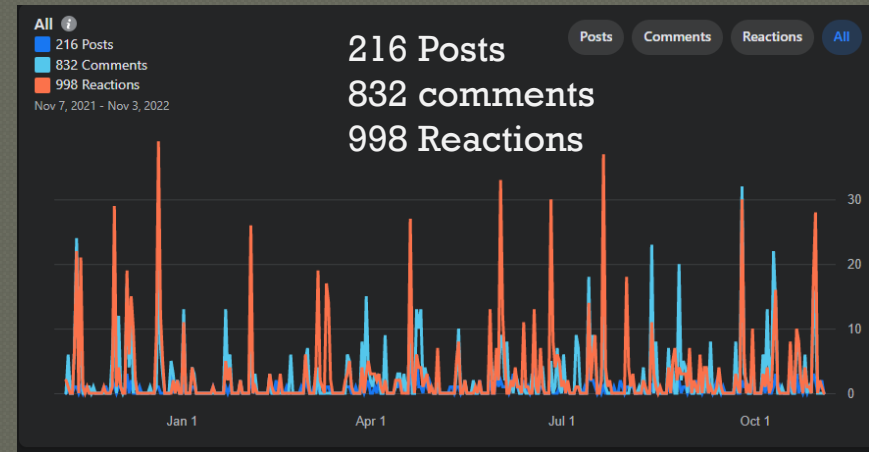 All
216 Posts
832 Comments
998 Reactions
Nov 7, 2021 - Nov 3, 2022
216 Posts
832 comments
998 Reactions
Posts Comments Reactions All
30
20
10
0
Jan 1 Apr 1 Jul 1 Oct 1